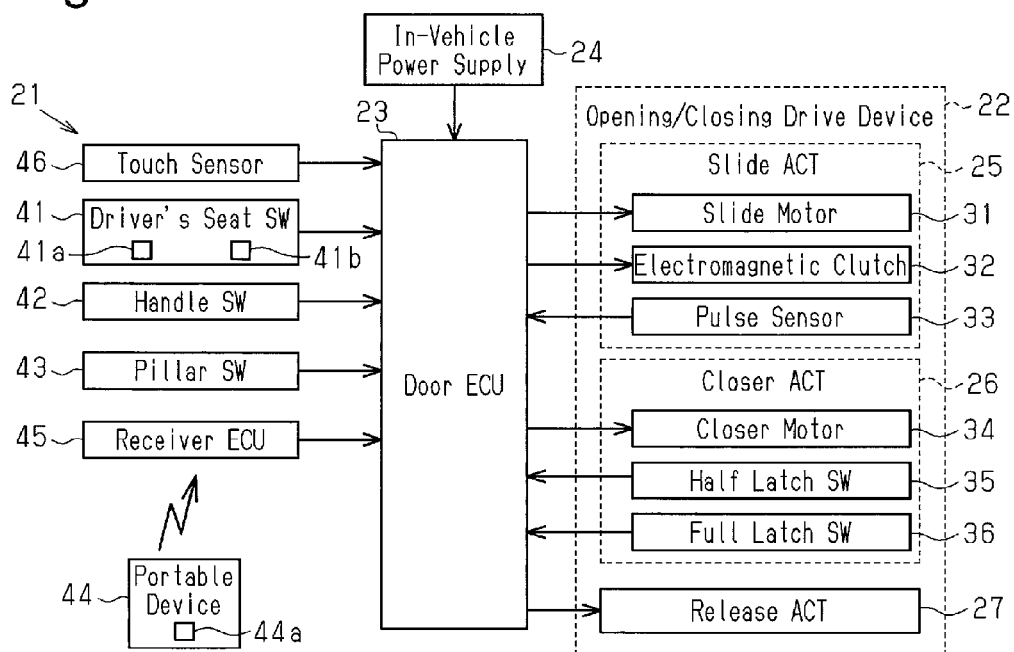 In-Vehicle
Power Supply
24
21
23
Opening/Closing Drive Device
22
46
Touch Sensor
Slide ACT
25
41
Driver's Seat SW
41a
41b
Slide Motor
31
Electromagnetic Clutch
32
42
Handle SW
Pulse Sensor
33
43
Pillar SW
Door ECU
Closer ACT
26
45
Receiver ECU
Closer Motor
34
Half Latch SW
35
Full Latch SW
36
44
Portable
Device
44a
Release ACT
27